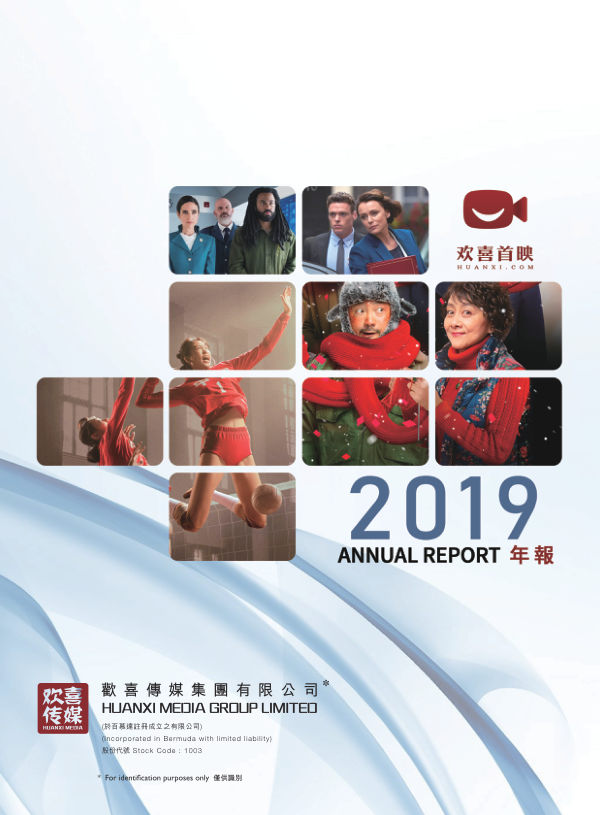 欢喜首映
HUANXI.COM
2019
ANNUAL REPORT 年報
欢喜
传媒
HUANXI MEDIA
歡喜傳媒集團有限公司*
HUANXI MEDIA GROUP LIMITED
(於百慕達註冊成立之有限公司)
(Incorporated in Bermuda with limited liability)
股份代號 Stock Code : 1003
* For identification purposes only 僅供識別